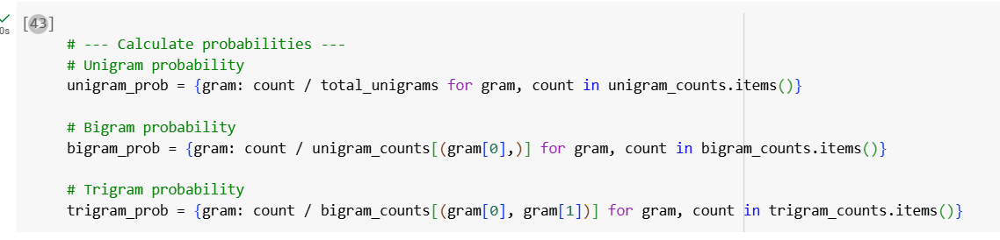 [43]
0s
# --- Calculate probabilities ---
# Unigram probability
unigram_prob = {gram: count / total_unigrams for gram, count in unigram_counts.items()}
# Bigram probability
bigram_prob = {gram: count / unigram_counts[(gram[0],)] for gram, count in bigram_counts.items()}
# Trigram probability
trigram_prob = {gram: count / bigram_counts[(gram[0], gram[1])] for gram, count in trigram_counts.items()}